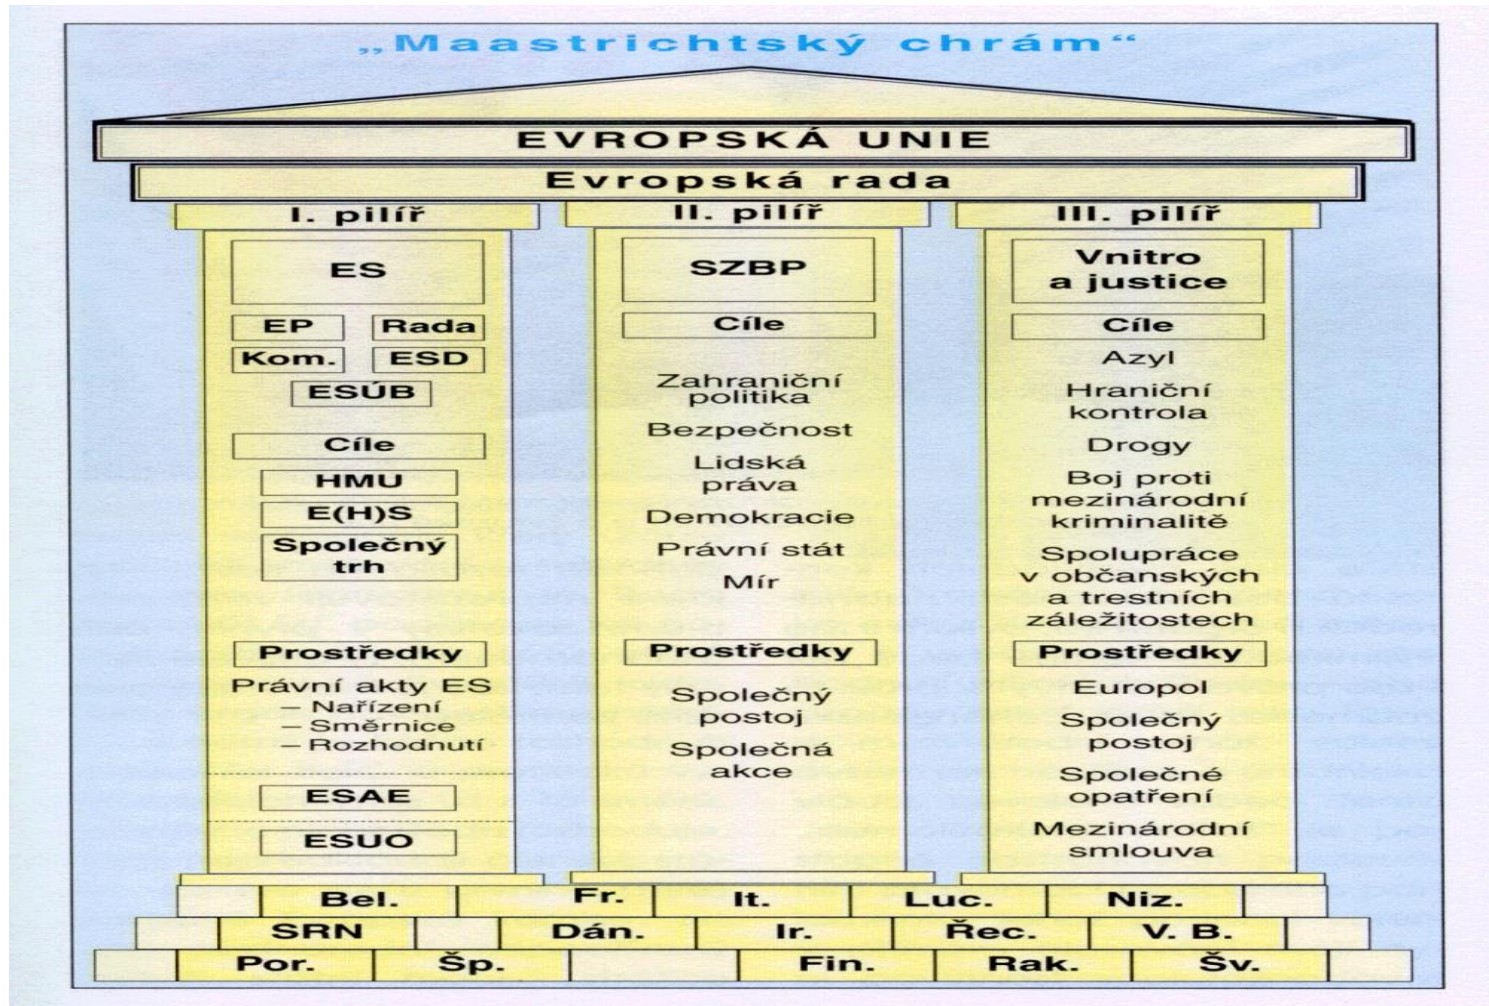 „Maastrichtský chrám“
EVROPSKÁ UNIE
Evropská rada
I. pilíř
ES
EP
Rada
Kom.
ESD
ESÚB
Cíle
HMU
E(H)S
Společný
trh
Prostředky
Právní akty ES
– Nařízení
– Směrnice
– Rozhodnutí
ESAE
ESUO
II. pilíř
SZBP
Cíle
Zahraniční
politika
Bezpečnost
Lidská
práva
Demokracie
Právní stát
Mír
Prostředky
Společný
postoj
Společná
akce
III. pilíř
Vnitro
a justice
Cíle
Azyl
Hraniční
kontrola
Drogy
Boj proti
mezinárodní
kriminalitě
Spolupráce
v občanských
a trestních
záležitostech
Prostředky
Europol
Společný
postoj
Společné
opatření
Mezinárodní
smlouva
Bel. Fr. It. Luc. Niz.
SRN Dán. Ir. Řec. V. B.
Por. Šp. Fin. Rak. Šv.